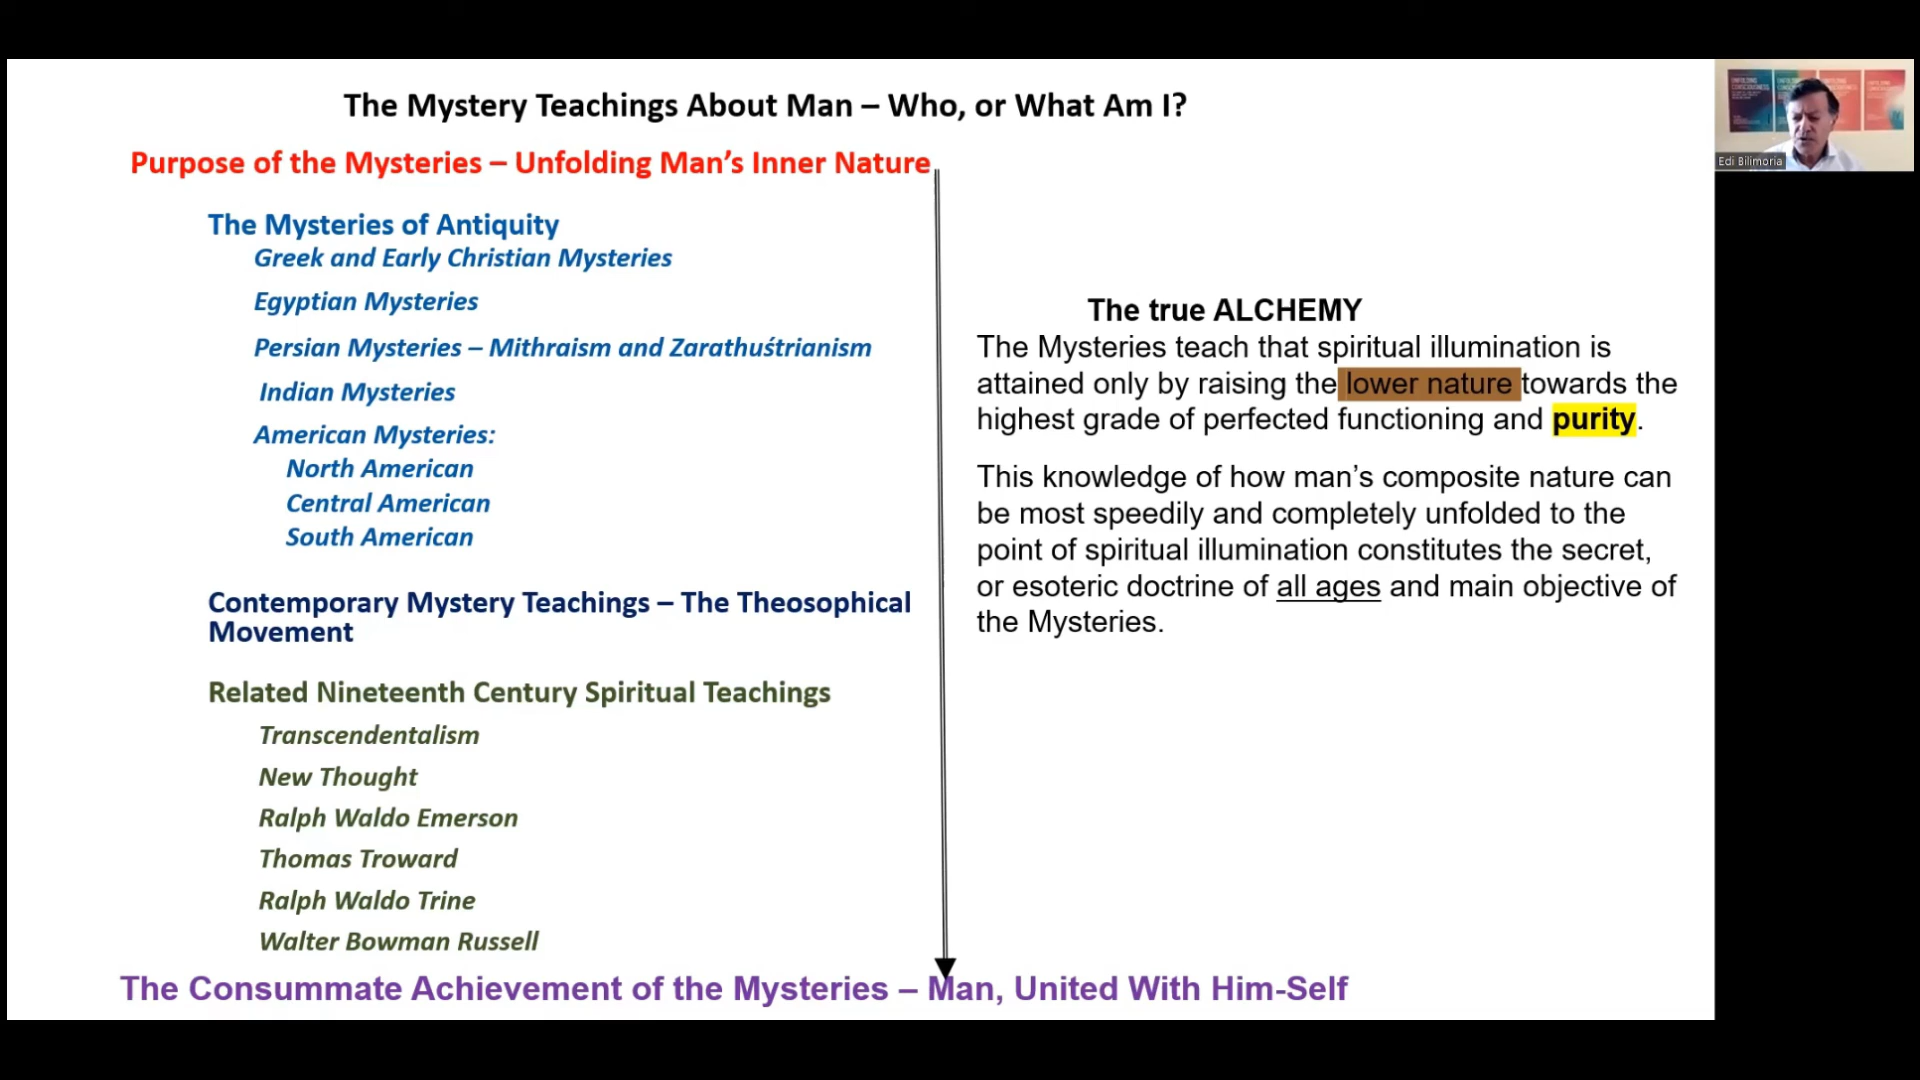 The Mystery Teachings About Man – Who, or What Am I?
Purpose of the Mysteries – Unfolding Man's Inner Nature
The Mysteries of Antiquity
Greek and Early Christian Mysteries
Egyptian Mysteries
Persian Mysteries – Mithraism and Zarathuśtrianism
Indian Mysteries
American Mysteries:
North American
Central American
South American
Contemporary Mystery Teachings – The Theosophical
Movement
Related Nineteenth Century Spiritual Teachings
Transcendentalism
New Thought
Ralph Waldo Emerson
Thomas Troward
Ralph Waldo Trine
Walter Bowman Russell
The true ALCHEMY
The Mysteries teach that spiritual illumination is
attained only by raising the lower nature towards the
highest grade of perfected functioning and purity.
This knowledge of how man's composite nature can
be most speedily and completely unfolded to the
point of spiritual illumination constitutes the secret,
or esoteric doctrine of all ages and main objective of
the Mysteries.
The Consummate Achievement of the Mysteries – Man, United With Him-Self
Edi Bilimoria